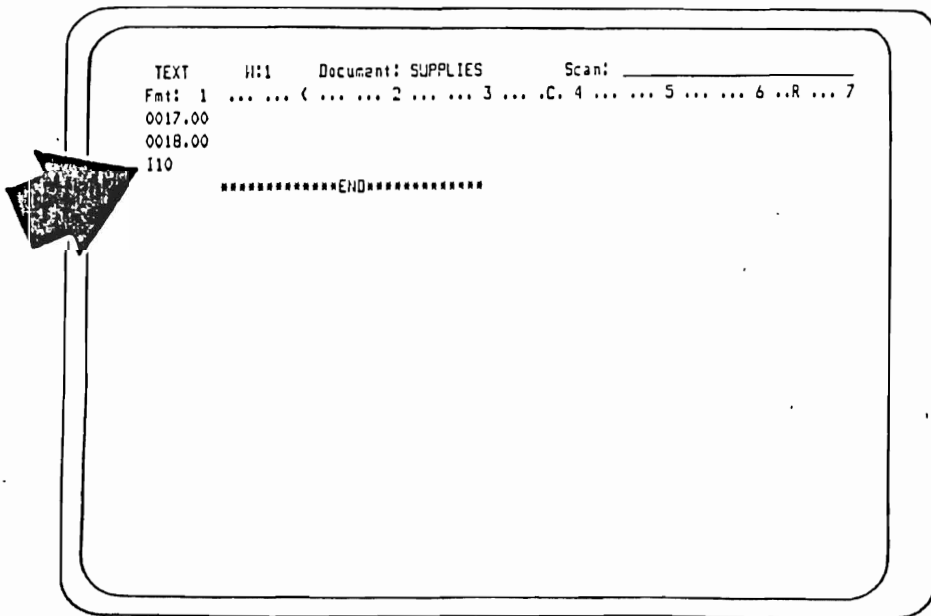 TEXT W:1 Document: SUPPLIES Scan: _______________
Fmt: 1 ... ... < ... ... 2 ... ... 3 ... .C. 4 ... ... 5 ... ... 6 ..R ... 7
0017.00
0018.00
I10
*************END*************